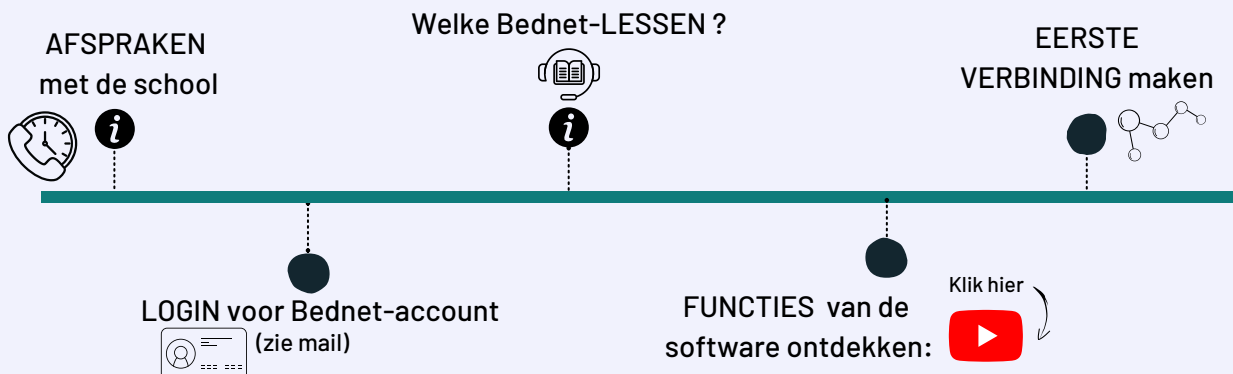 AFSPRAKEN
met de school
LOGIN voor Bednet-account
(zie mail)
Welke Bednet-LESSEN ?
FUNCTIES van de
software ontdekken:
Klik hier
EERSTE
VERBINDING maken